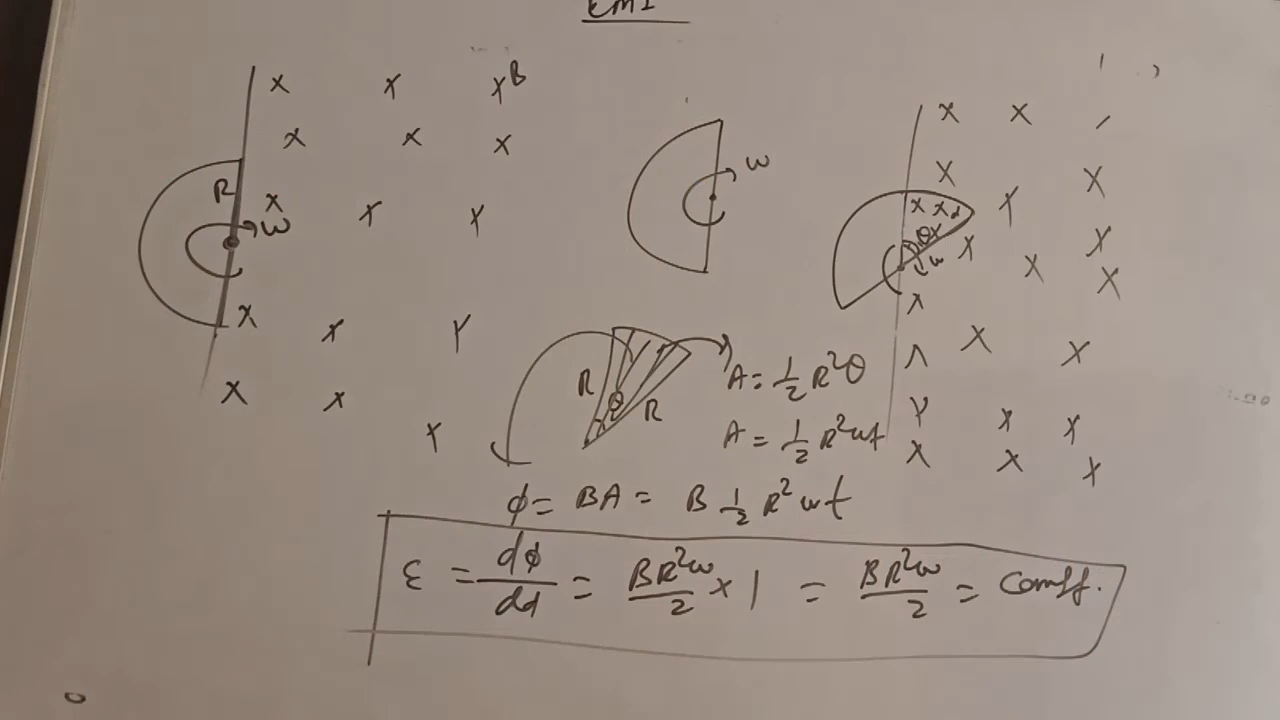 EMI
x x x B
x x x
R
x x x
ω
x x x
x x
x
ω
x x
x x
x x x
θ x x
ω x x
x
x x
x x x
x x x
R θ R
A = 1/2 R²θ
A = 1/2 R²ωt
ϕ = BA = B 1/2 R² ωt
ε = dϕ/dt = BR²ω/2 × 1 = BR²ω/2 = Const.